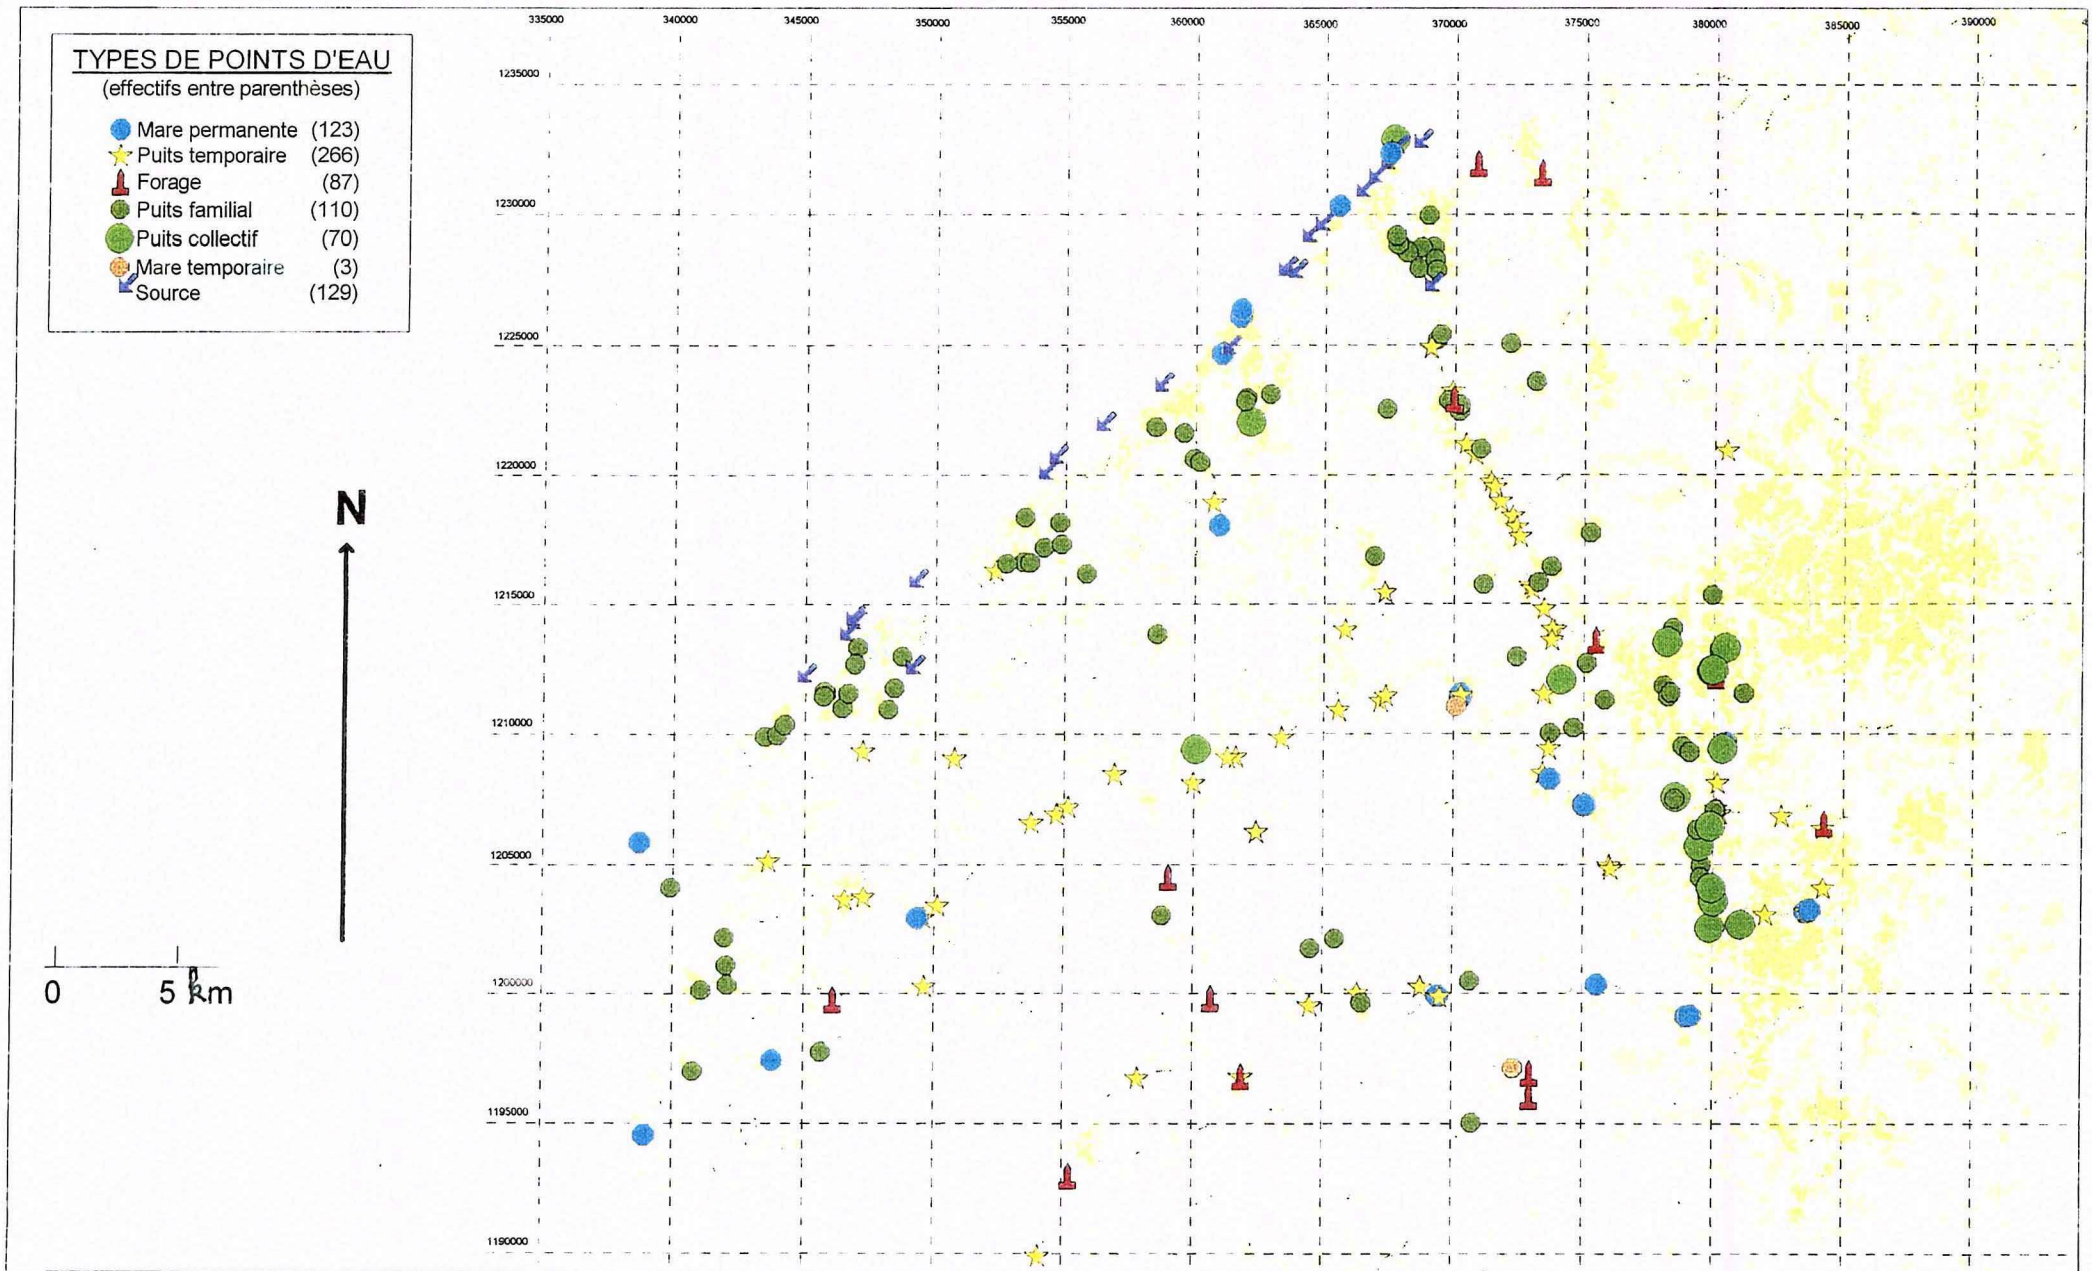 335000 340000 345000 350000 355000 360000 365000 370000 375000 380000 385000 390000
TYPES DE POINTS D'EAU
(effectifs entre parenthèses)
Mare permanente (123)
Puits temporaire (266)
Forage (87)
Puits familial (110)
Puits collectif (70)
Mare temporaire (3)
Source (129)
1235000
1230000
1225000
1220000
N
1215000
1210000
1205000
0 5 km
1200000
1195000
1190000